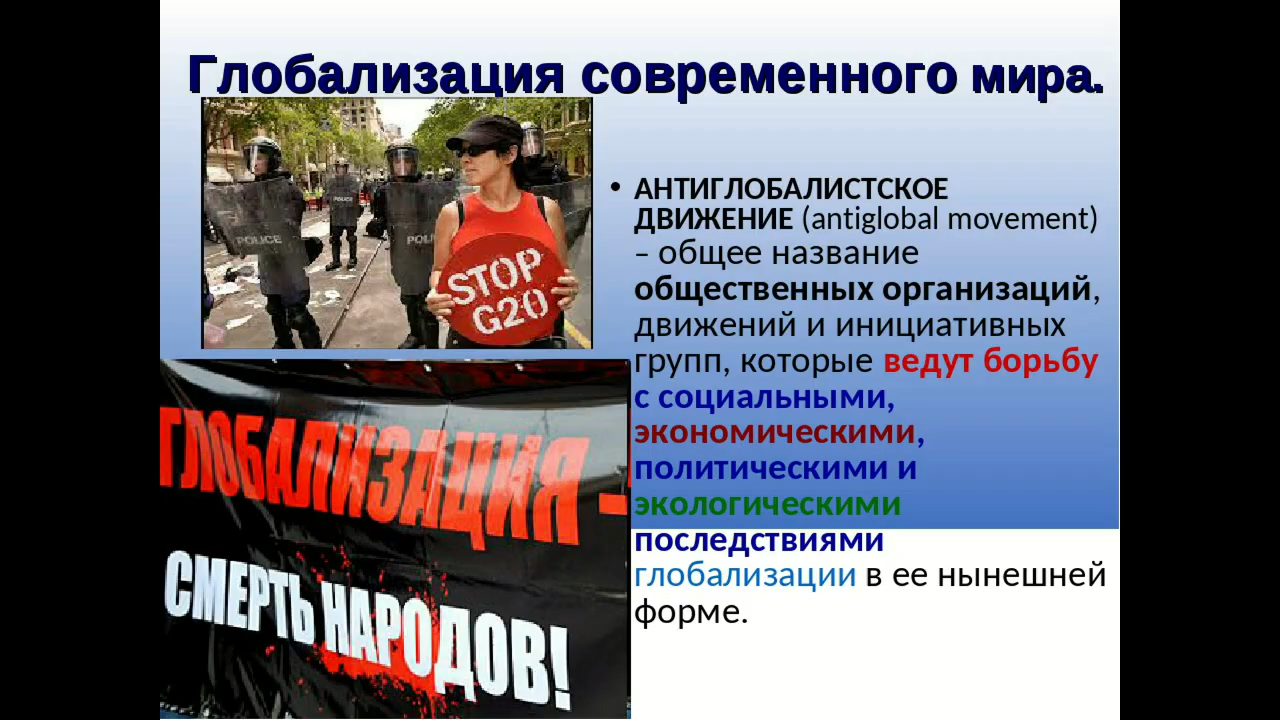 Глобализация современного мира.
POLICE
POLICE
POLI
STOP
G20
• АНТИГЛОБАЛИСТСКОЕ
ДВИЖЕНИЕ (antiglobal movement)
– общее название
общественных организаций,
движений и инициативных
групп, которые ведут борьбу
с социальными,
экономическими,
политическими и
экологическими
последствиями
глобализации в ее нынешней
форме.
ГЛОБАЛИЗАЦИЯ -
СМЕРТЬ НАРОДОВ!